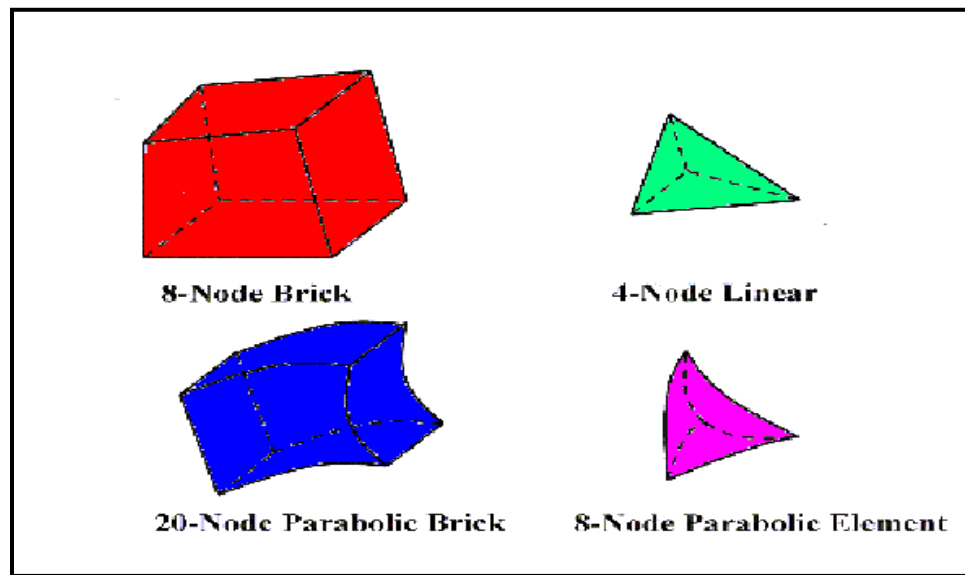 8-Node Brick
4-Node Linear
20-Node Parabolic Brick
8-Node Parabolic Element